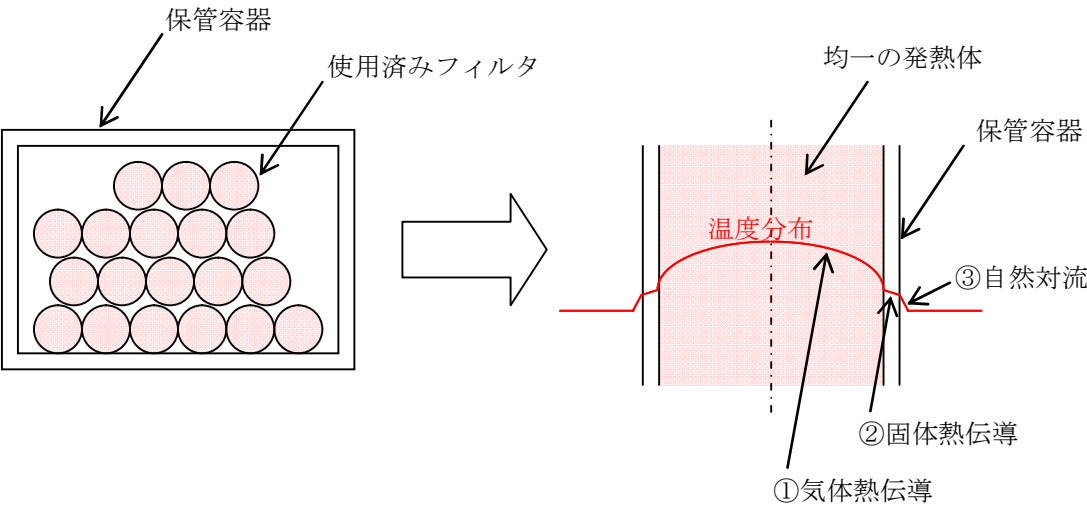 保管容器
使用済みフィルタ
均一の発熱体
保管容器
温度分布
③自然対流
②固体熱伝導
①気体熱伝導